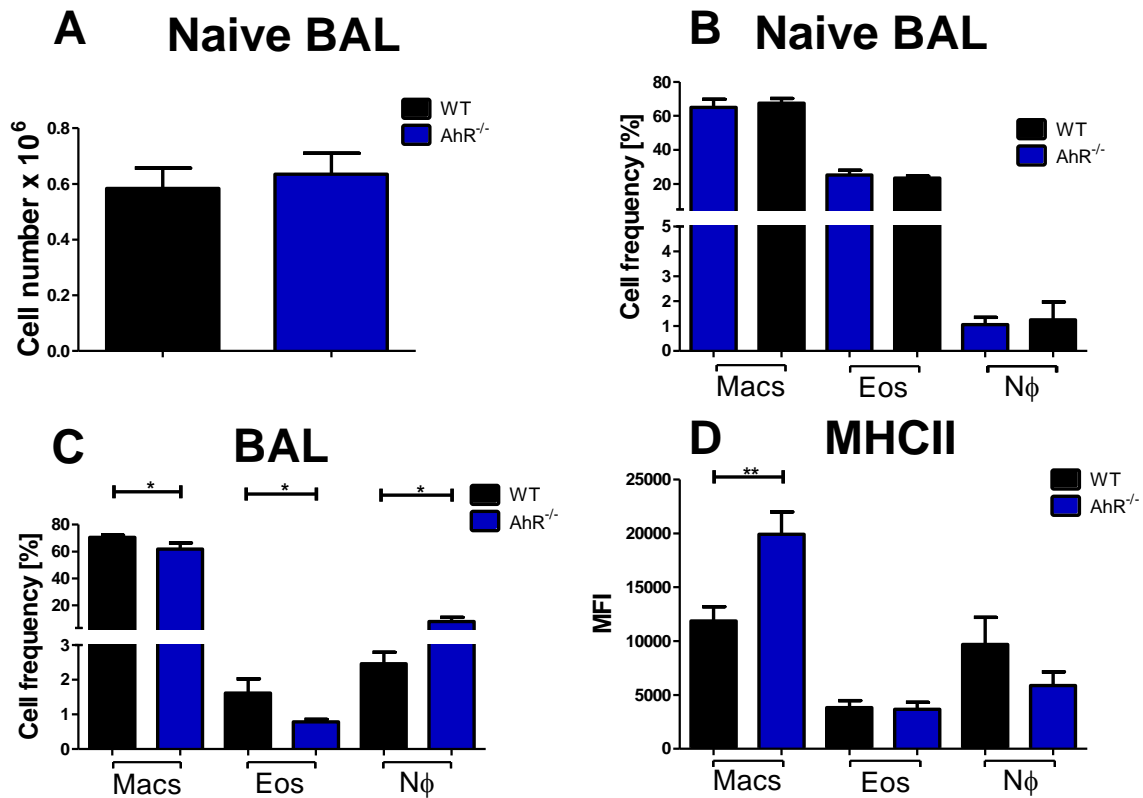 A Naive BAL
WT
AhR-/-
Cell number x 10^6
0.8
0.6
0.4
0.2
0.0
B Naive BAL
WT
AhR-/-
Cell frequency [%]
80
60
40
20
5
4
3
2
1
0
Macs Eos Nϕ
C BAL
* * *
WT
AhR-/-
Cell frequency [%]
80
60
40
20
3
2
1
0
Macs Eos Nϕ
D MHCII
**
WT
AhR-/-
MFI
25000
20000
15000
10000
5000
0
Macs Eos Nϕ